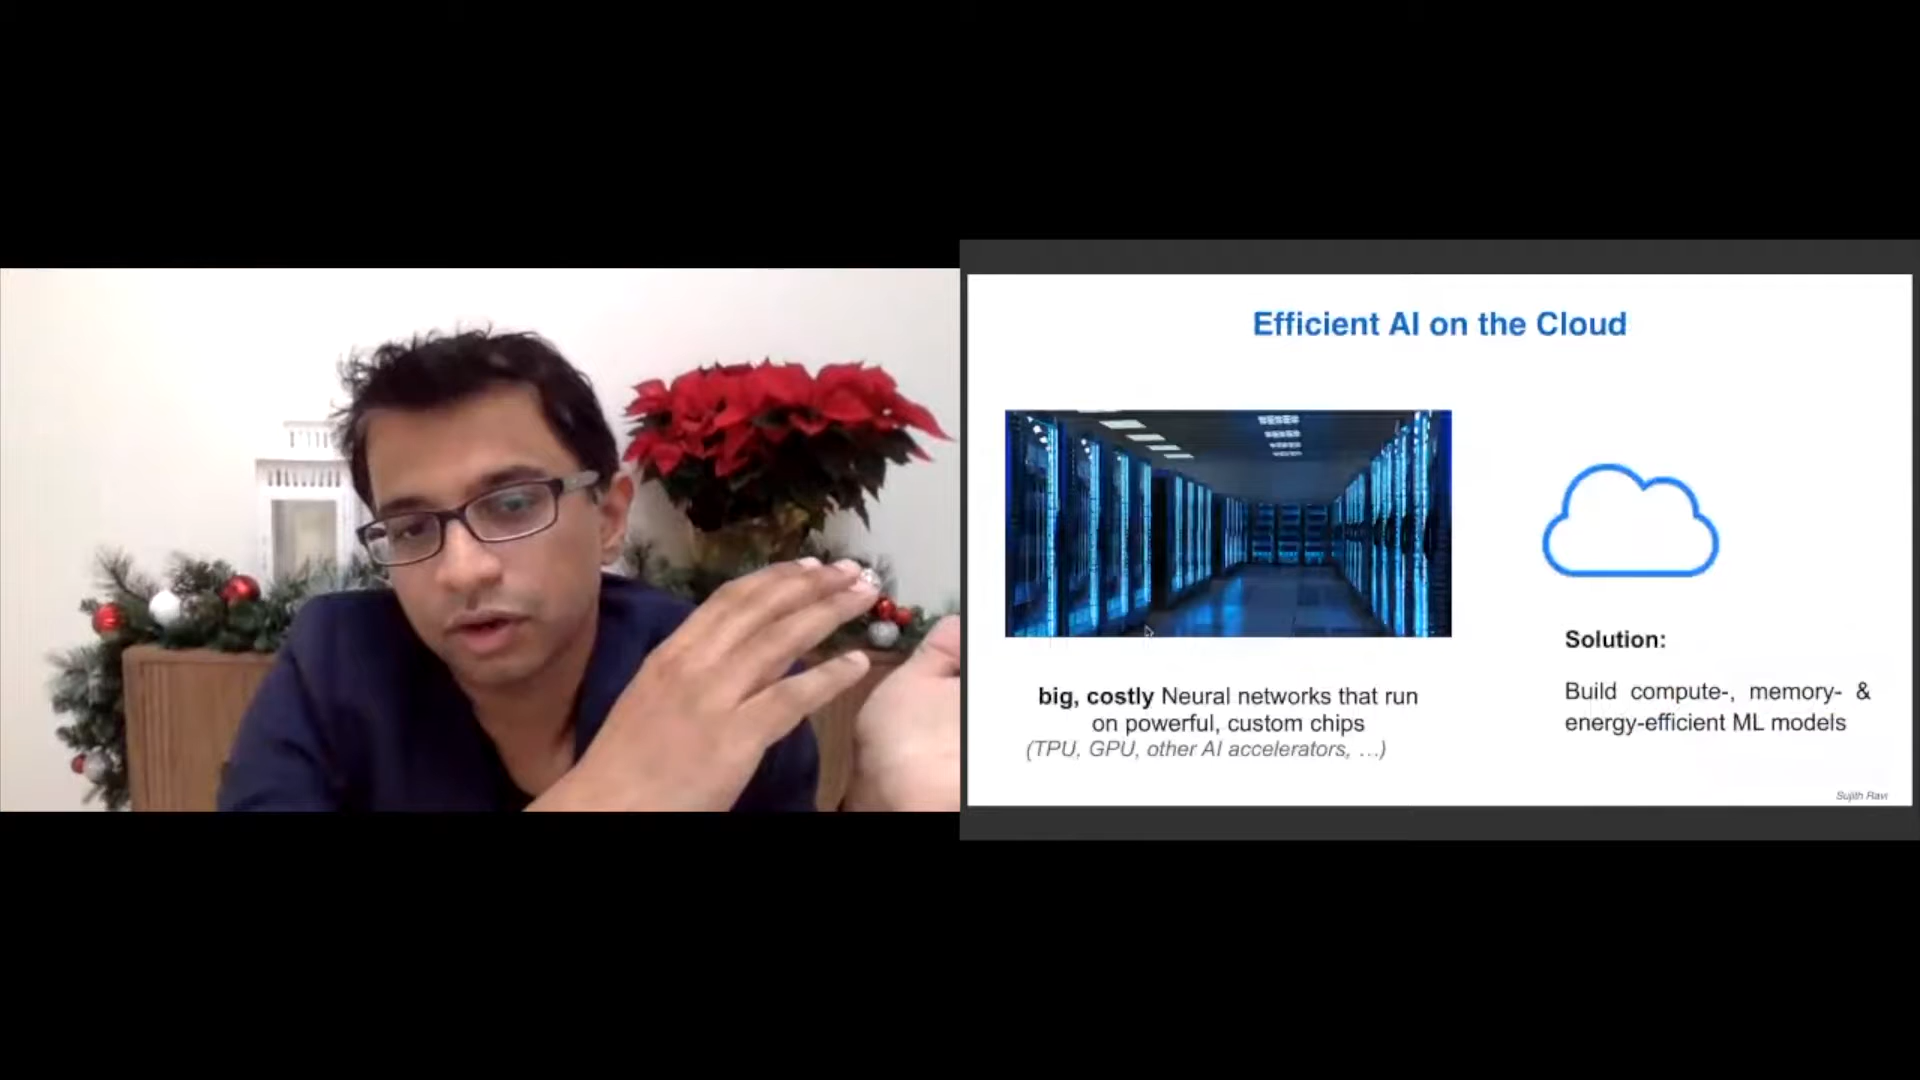 Efficient AI on the Cloud
big, costly Neural networks that run
on powerful, custom chips
(TPU, GPU, other AI accelerators, ...)
Solution:
Build compute-, memory- &
energy-efficient ML models
Sujith Ravi